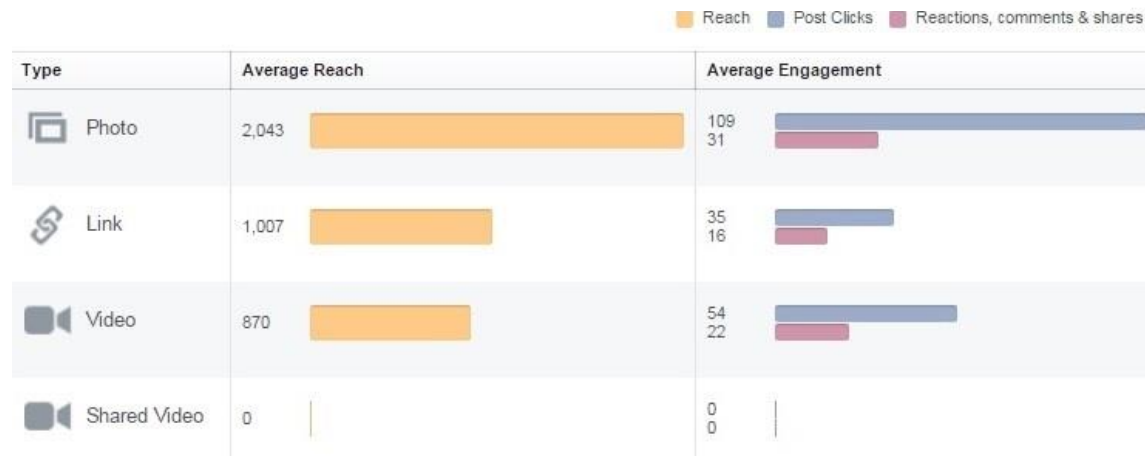 Reach Post Clicks Reactions, comments & shares
Type Average Reach Average Engagement
Photo 2,043 109
31
Link 1,007 35
16
Video 870 54
22
Shared Video 0 0
0